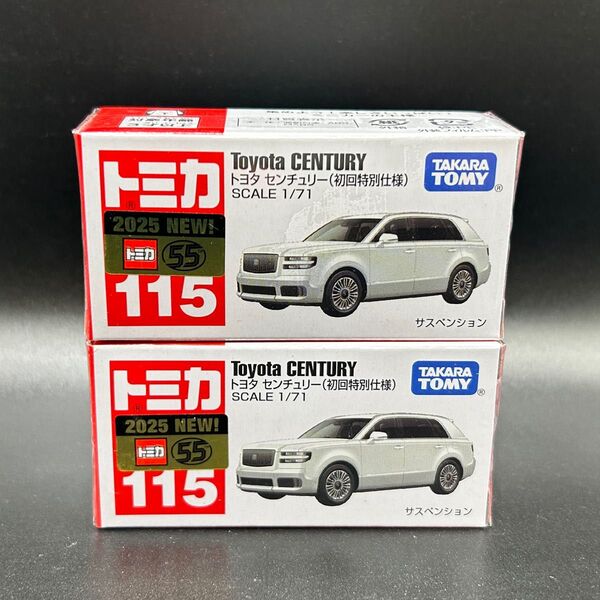 対象年齢
トミカ
Toyota CENTURY
トヨタ センチュリー(初回特別仕様)
SCALE 1/71
TAKARA
TOMY
2025 NEW!
トミカ
55
115
サスペンション
トミカ
Toyota CENTURY
トヨタ センチュリー(初回特別仕様)
SCALE 1/71
TAKARA
TOMY
2025 NEW!
トミカ
55
115
サスペンション